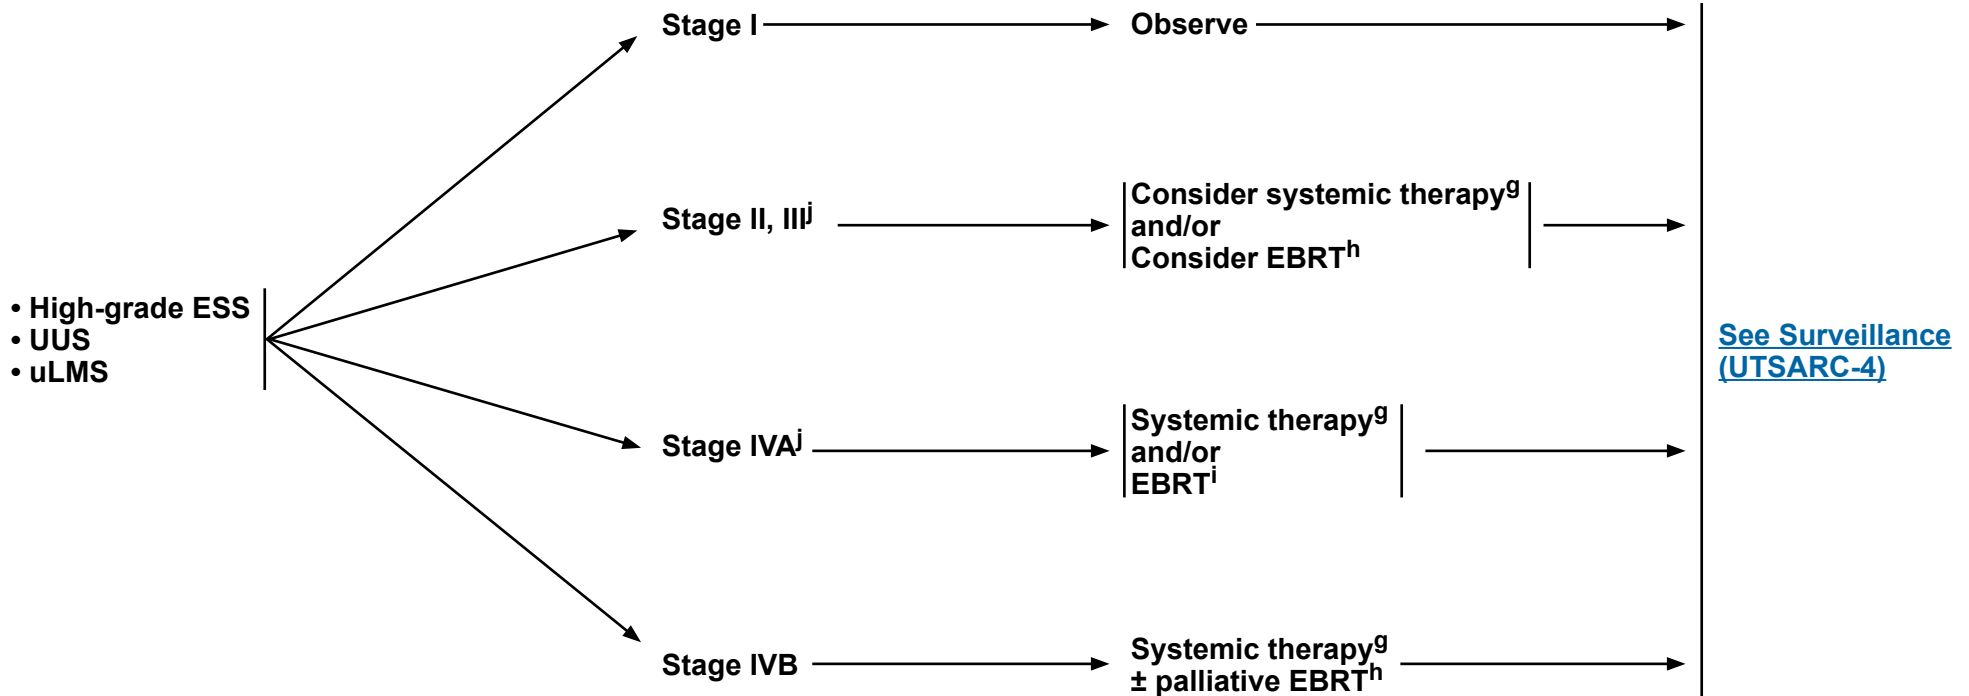 Stage I
Observe
Stage II, IIIj
Consider systemic therapyg
and/or
Consider EBRTh
• High-grade ESS
• UUS
• uLMS
See Surveillance
(UTSARC-4)
Stage IVAj
Systemic therapyg
and/or
EBRTi
Stage IVB
Systemic therapyg
± palliative EBRTh